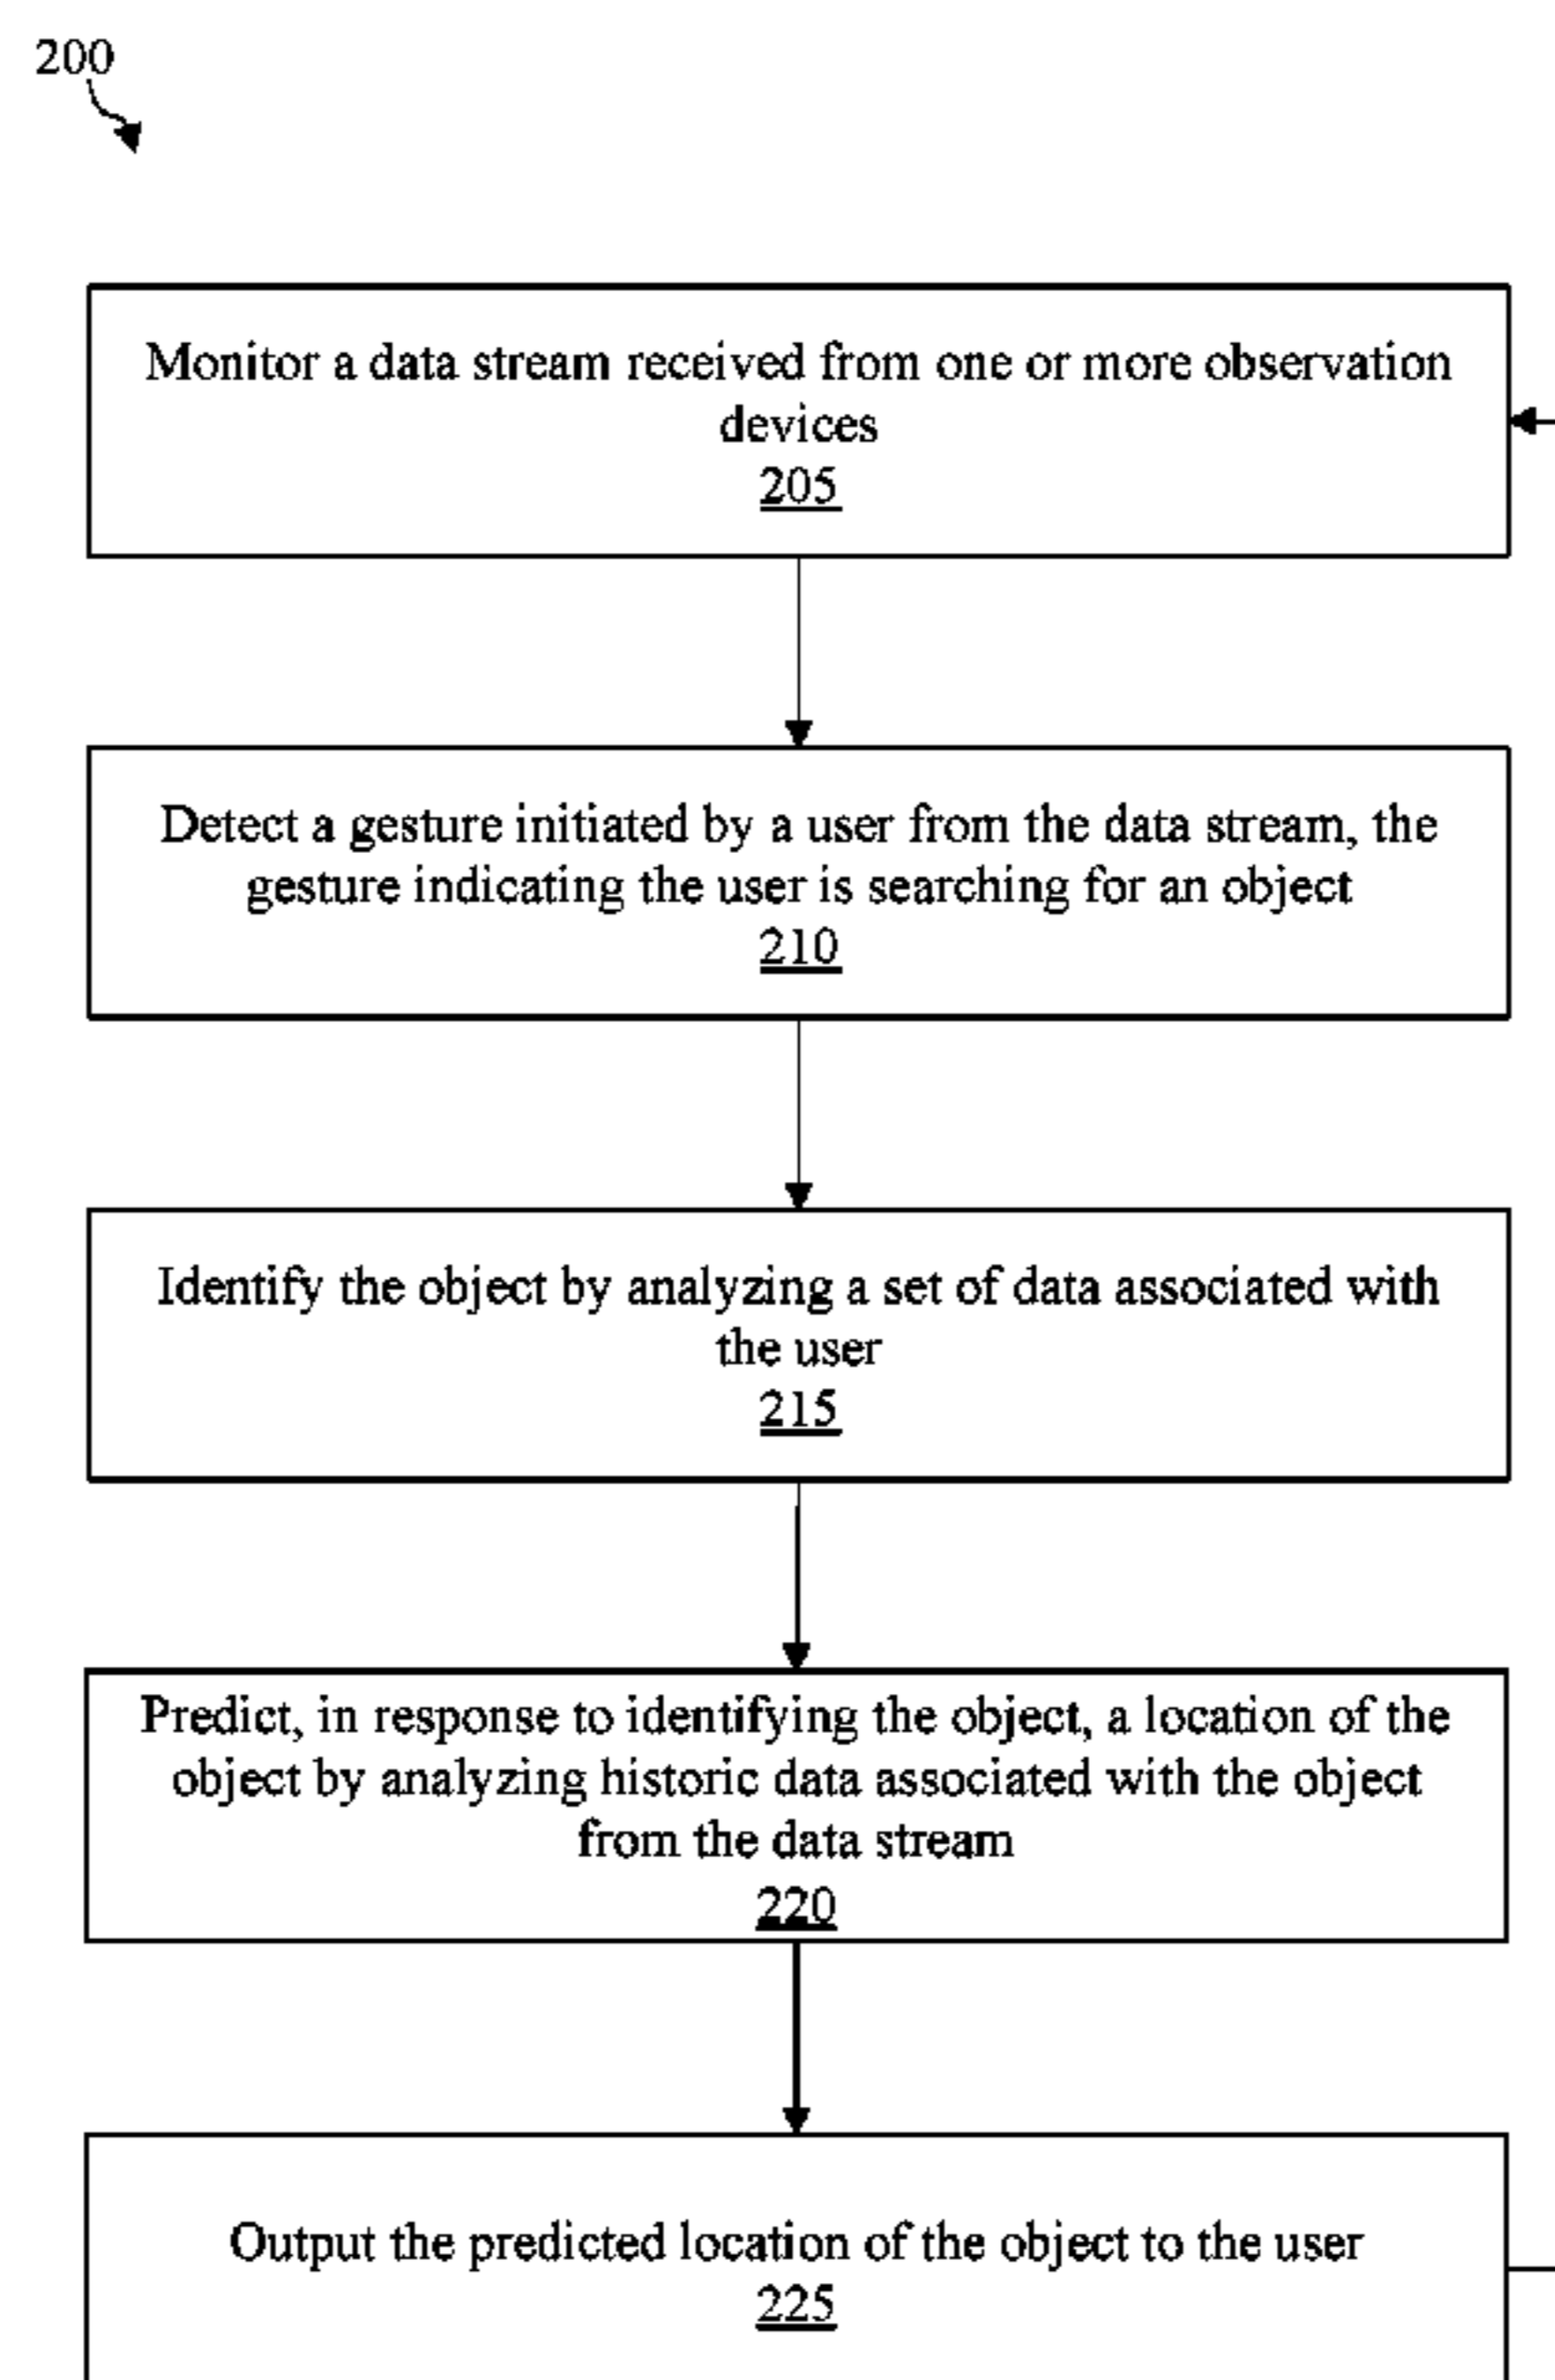 200
Monitor a data stream received from one or more observation
devices
205
Detect a gesture initiated by a user from the data stream, the
gesture indicating the user is searching for an object
210
Identify the object by analyzing a set of data associated with
the user
215
Predict, in response to identifying the object, a location of the
object by analyzing historic data associated with the object
from the data stream
220
Output the predicted location of the object to the user
225